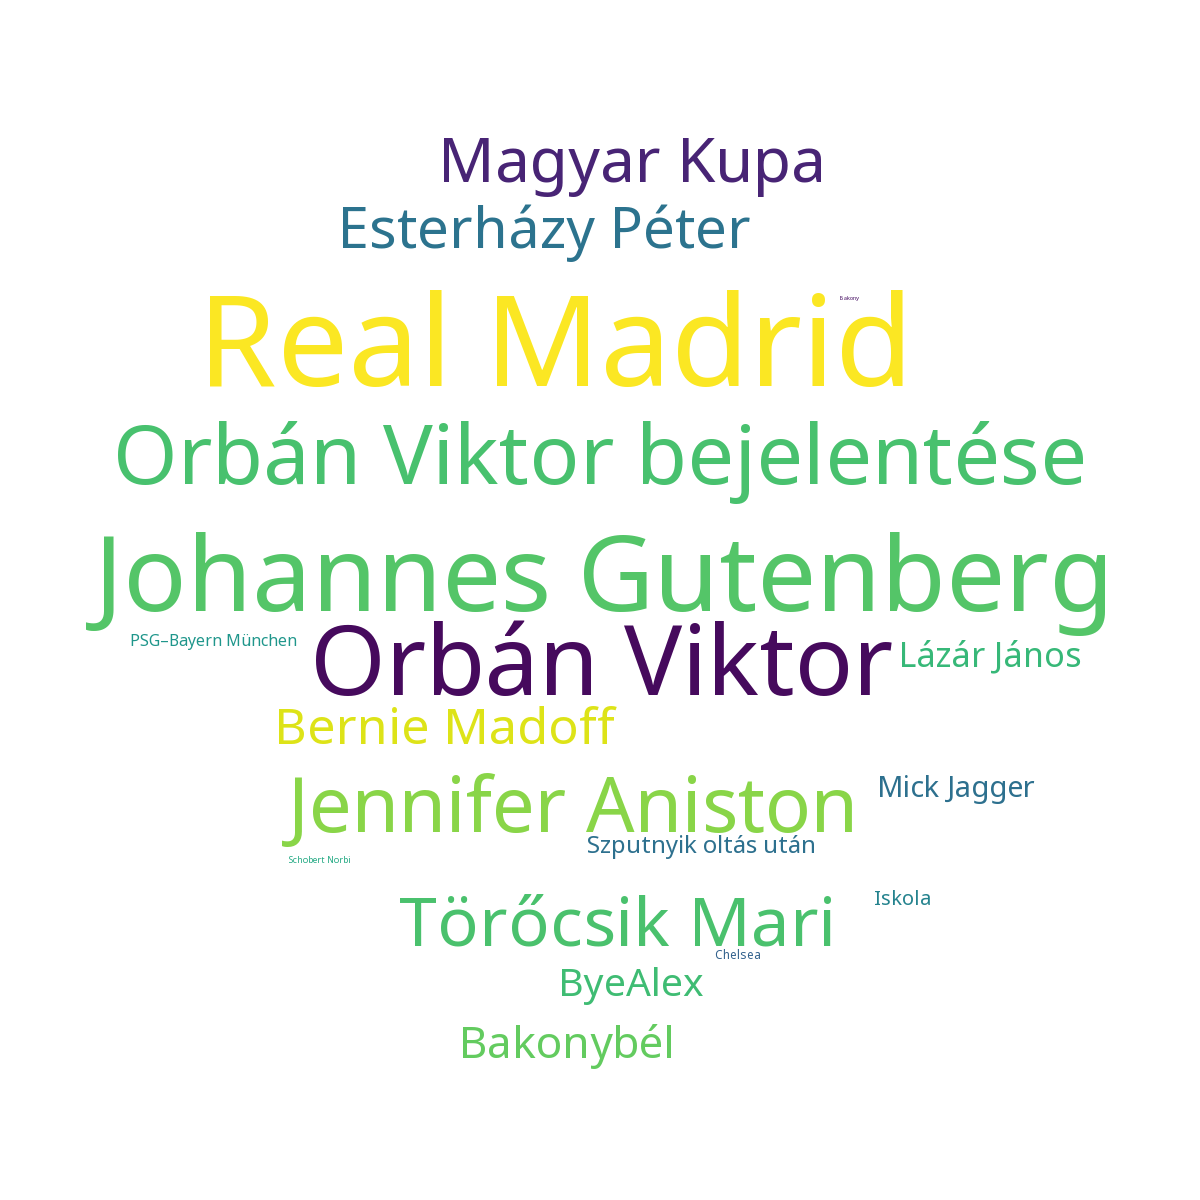 Magyar Kupa
Esterházy Péter
Real Madrid
Bakony
Orbán Viktor bejelentése
Johannes Gutenberg
PSG–Bayern München
Orbán Viktor
Lázár János
Bernie Madoff
Jennifer Aniston
Mick Jagger
Szputnyik oltás után
Schobert Norbi
Törőcsik Mari
Iskola
Chelsea
ByeAlex
Bakonybél